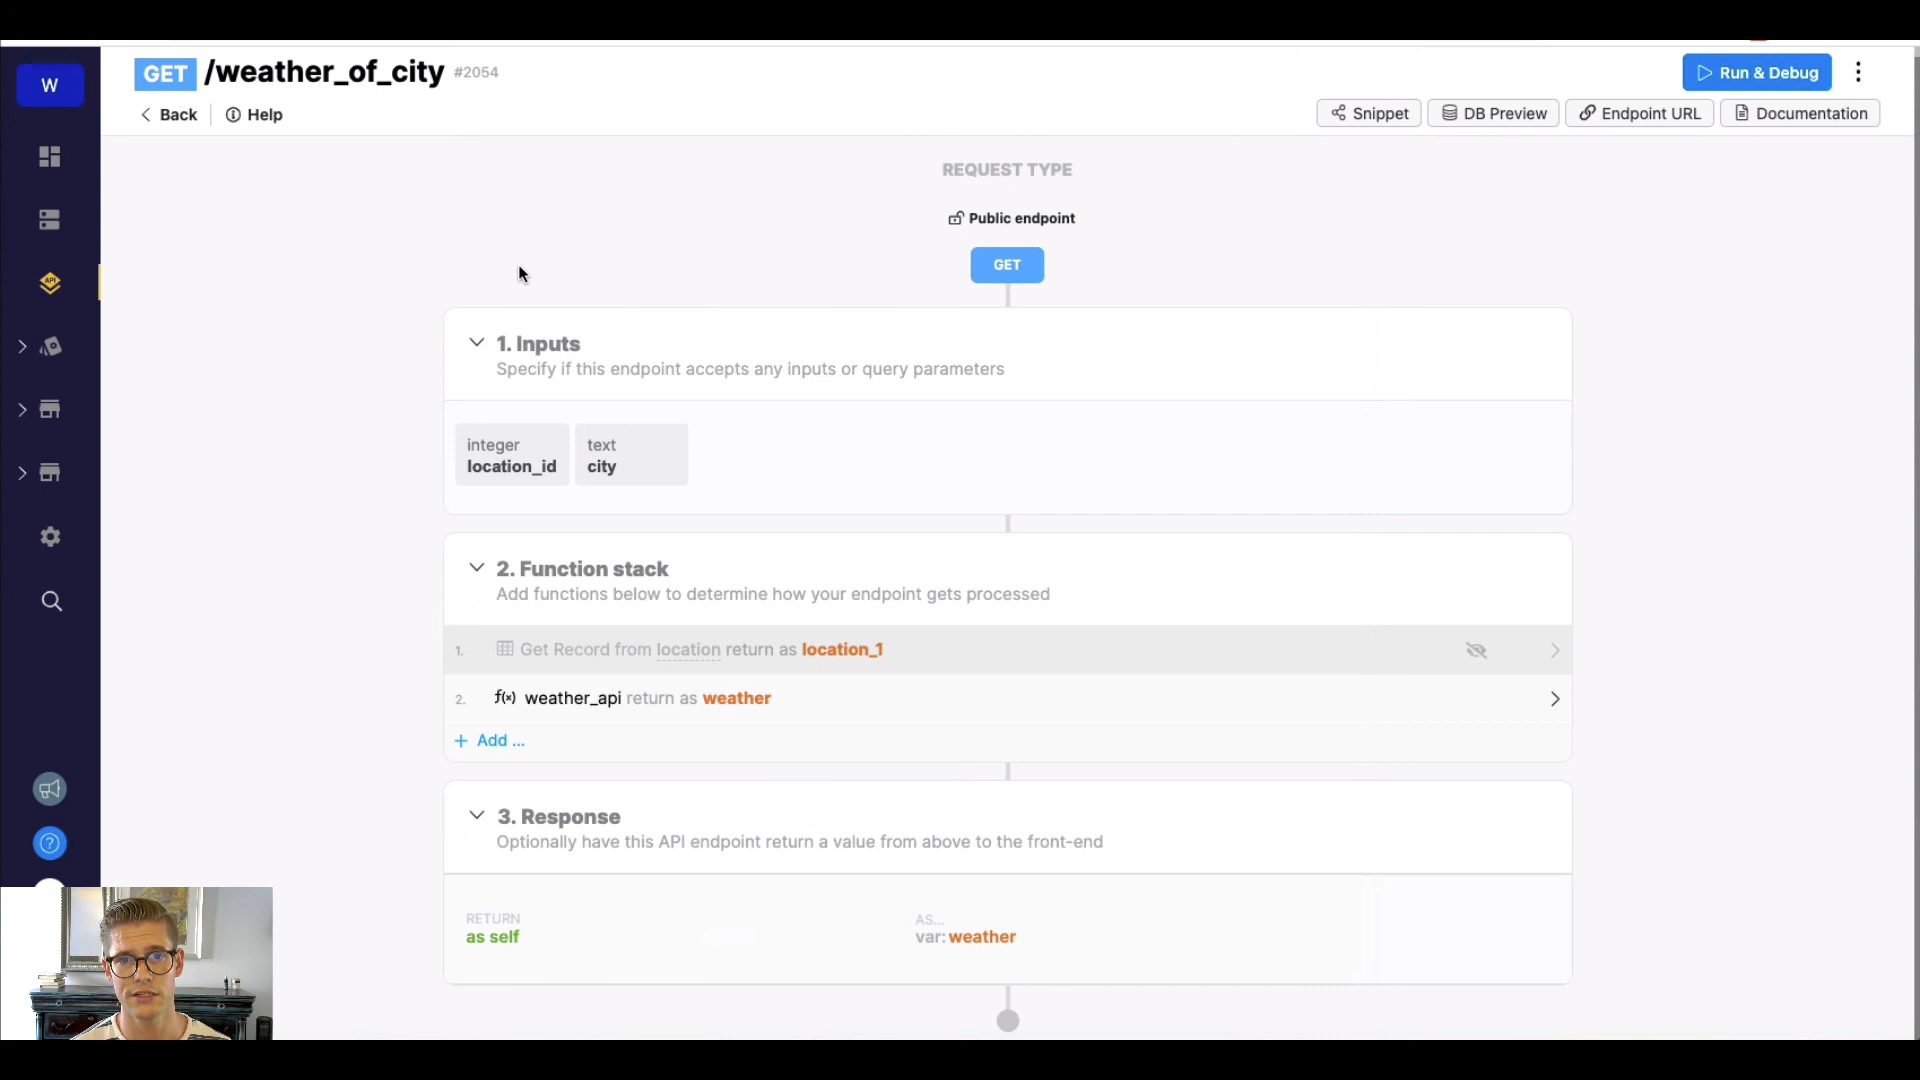 W
GET /weather_of_city #2054
Run & Debug
Back
Help
Snippet
DB Preview
Endpoint URL
Documentation
REQUEST TYPE
Public endpoint
GET
1. Inputs
Specify if this endpoint accepts any inputs or query parameters
integer
location_id
text
city
2. Function stack
Add functions below to determine how your endpoint gets processed
1. Get Record from location return as location_1
2. f(x) weather_api return as weather
+ Add ...
3. Response
Optionally have this API endpoint return a value from above to the front-end
RETURN
as self
AS...
var: weather
API
?